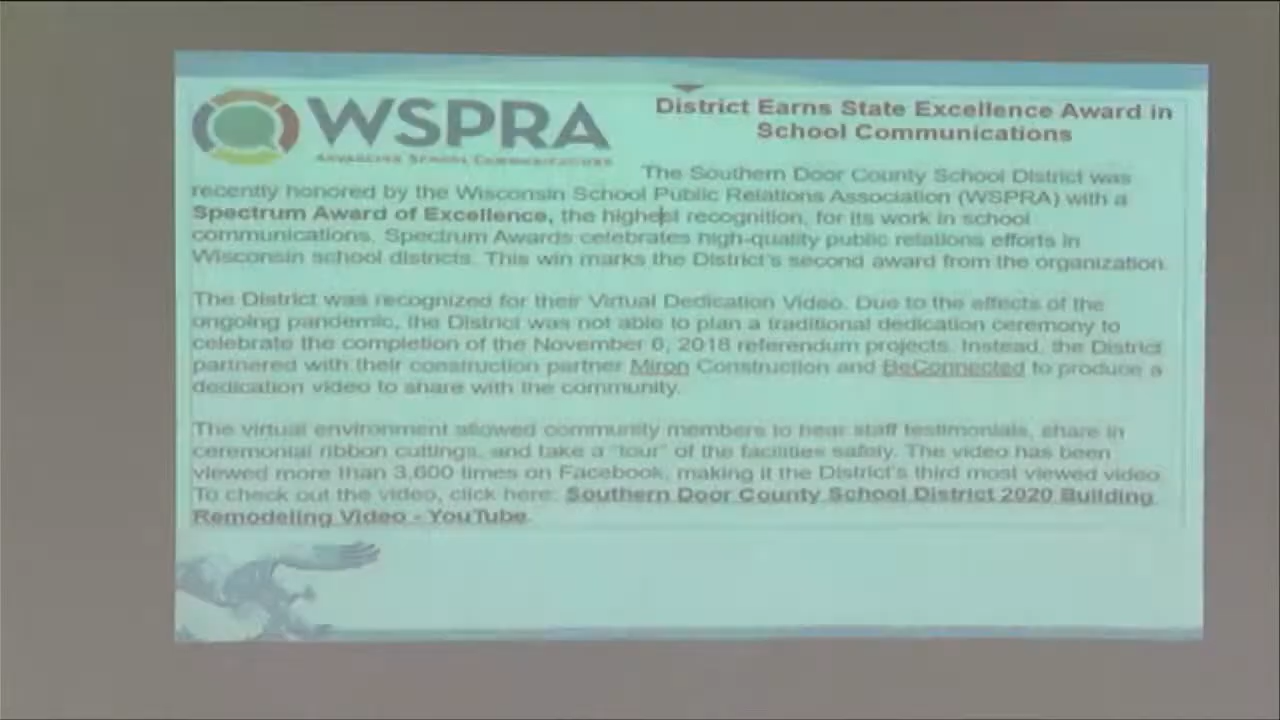 WSPRA
ADVANCING SCHOOL COMMUNICATIONS
District Earns State Excellence Award in
School Communications
The Southern Door County School District was
recently honored by the Wisconsin School Public Relations Association (WSPRA) with a
Spectrum Award of Excellence, the highest recognition, for its work in school
communications. Spectrum Awards celebrates high-quality public relations efforts in
Wisconsin school districts. This win marks the District's second award from the organization.
The District was recognized for their Virtual Dedication Video. Due to the effects of the
ongoing pandemic, the District was not able to plan a traditional dedication ceremony to
celebrate the completion of the November 6, 2018 referendum projects. Instead, the District
partnered with their construction partner Miron Construction and BeConnected to produce a
dedication video to share with the community.
The virtual environment allowed community members to hear staff testimonials, share in
ceremonial ribbon cuttings, and take a "tour" of the facilities safely. The video has been
viewed more than 3,600 times on Facebook, making it the District's third most viewed video.
To check out the video, click here: Southern Door County School District 2020 Building
Remodeling Video - YouTube.